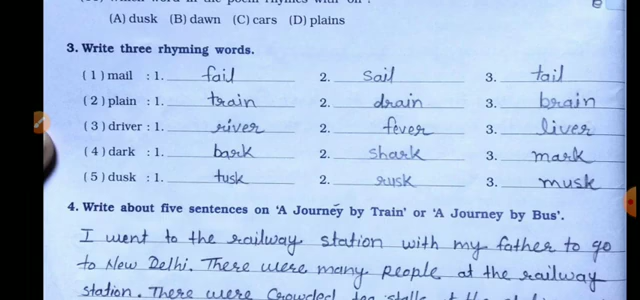 (A) dusk (B) dawn (C) cars (D) plains
3. Write three rhyming words.
(1) mail : 1. fail 2. sail 3. tail
(2) plain : 1. train 2. drain 3. brain
(3) driver : 1. river 2. fever 3. liver
(4) dark : 1. bark 2. shark 3. mark
(5) dusk : 1. tusk 2. rusk 3. musk
4. Write about five sentences on 'A Journey by Train' or 'A Journey by Bus'.
I went to the railway station with my father to go
to New Delhi. There were many people at the railway
station. There were Crowded